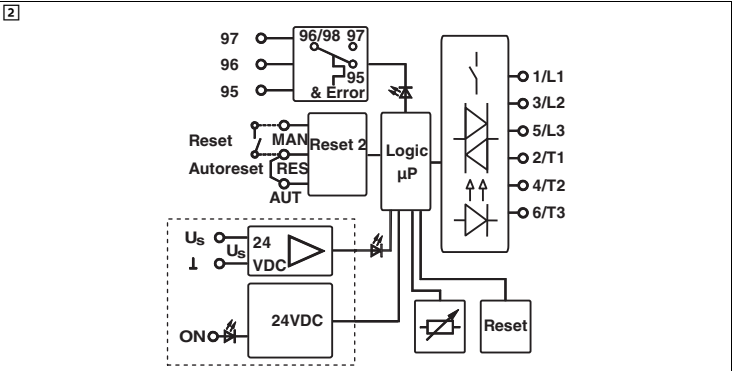 2
97
96
95
96/98 97
95
& Error
1/L1
3/L2
5/L3
2/T1
4/T2
6/T3
Reset
Autoreset
MAN
RES
AUT
Reset 2
Logic
µP
Us
⊥
Us
24
VDC
24VDC
ON
Reset